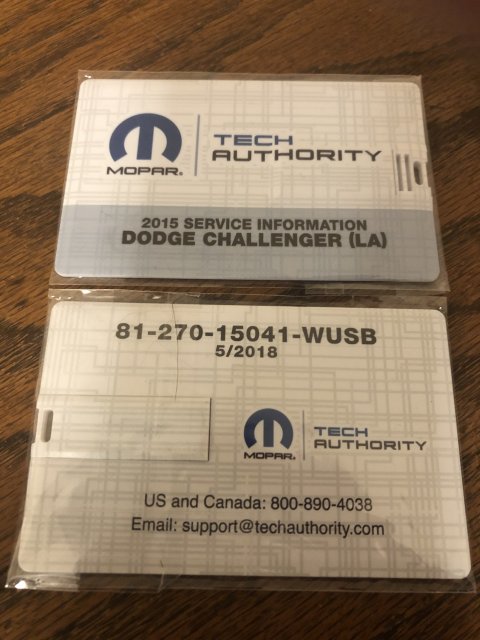 MOPAR®
TECH
AUTHORITY
2015 SERVICE INFORMATION
DODGE CHALLENGER (LA)
81-270-15041-WUSB
5/2018
MOPAR®
TECH
AUTHORITY
US and Canada: 800-890-4038
Email: support@techauthority.com